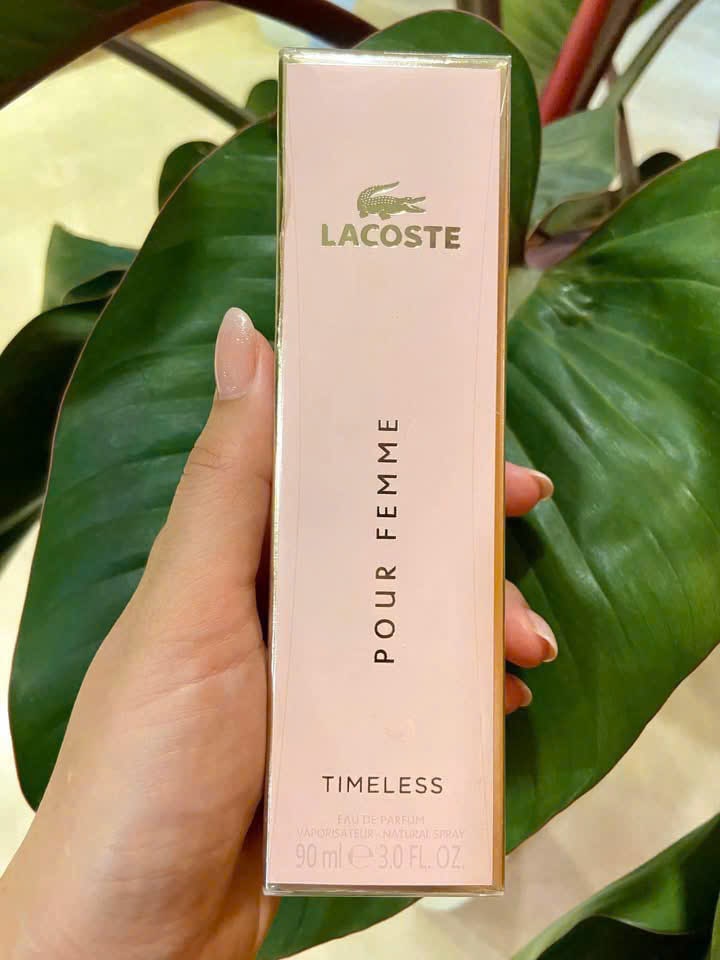 LACOSTE
POUR FEMME
TIMELESS
EAU DE PARFUM
VAPORISATEUR - NATURAL SPRAY
90 ml ℮ 3.0 FL. OZ.